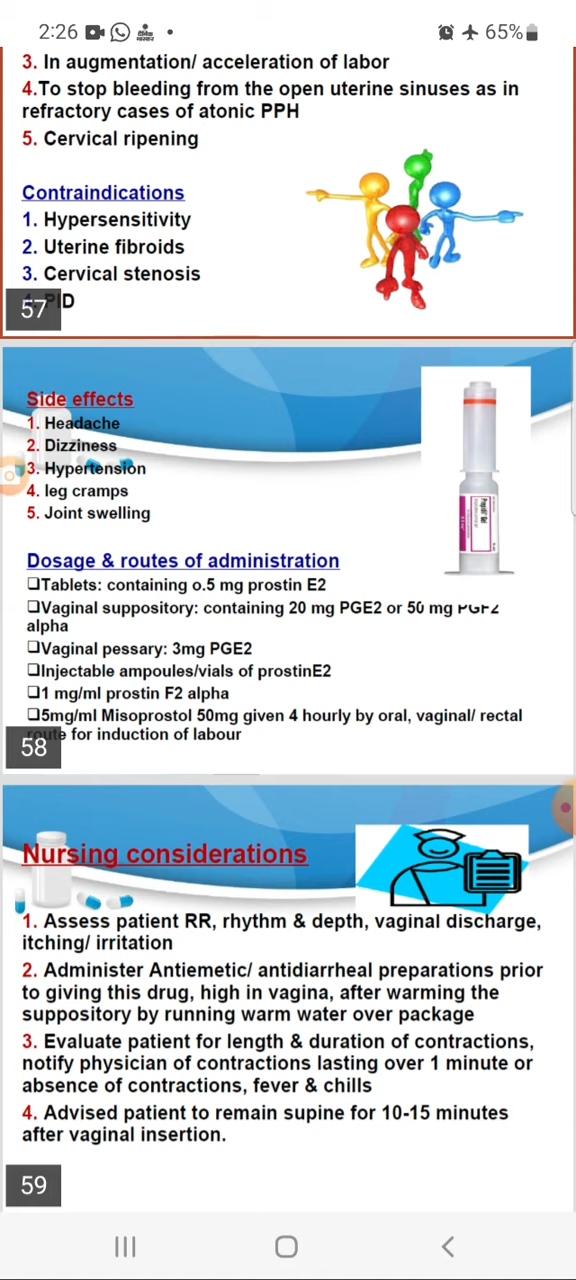 2:26
65%
3. In augmentation/ acceleration of labor
4.To stop bleeding from the open uterine sinuses as in
refractory cases of atonic PPH
5. Cervical ripening
Contraindications
1. Hypersensitivity
2. Uterine fibroids
3. Cervical stenosis
PID
57
Side effects
1. Headache
2. Dizziness
3. Hypertension
4. leg cramps
5. Joint swelling
Dosage & routes of administration
❑Tablets: containing o.5 mg prostin E2
❑Vaginal suppository: containing 20 mg PGE2 or 50 mg PGF2
alpha
❑Vaginal pessary: 3mg PGE2
❑Injectable ampoules/vials of prostinE2
❑1 mg/ml prostin F2 alpha
❑5mg/ml Misoprostol 50mg given 4 hourly by oral, vaginal/ rectal
route for induction of labour
58
Nursing considerations
1. Assess patient RR, rhythm & depth, vaginal discharge,
itching/ irritation
2. Administer Antiemetic/ antidiarrheal preparations prior
to giving this drug, high in vagina, after warming the
suppository by running warm water over package
3. Evaluate patient for length & duration of contractions,
notify physician of contractions lasting over 1 minute or
absence of contractions, fever & chills
4. Advised patient to remain supine for 10-15 minutes
after vaginal insertion.
59